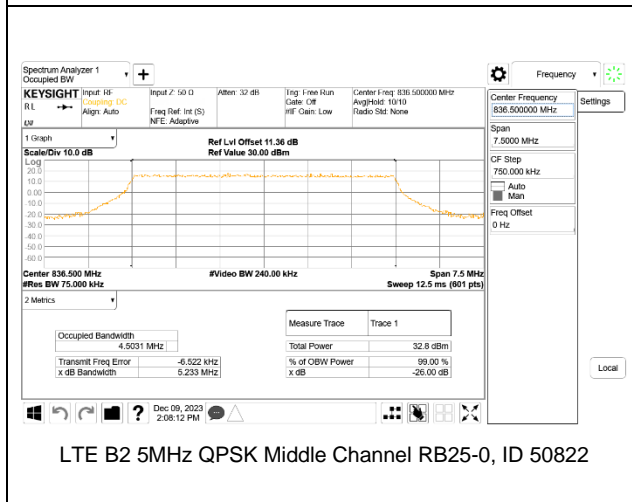 Spectrum Analyzer 1
Occupied BW
Frequency
KEYSIGHT
RL
Input: RF
Coupling: DC
Align: Auto
Input Z: 50 Ω
Freq Ref: Int (S)
NFE: Adaptive
Atten: 32 dB
Trig: Free Run
Gate: Off
#IF Gain: Low
Center Freq: 836.500000 MHz
Avg|Hold: 10/10
Radio Std: None
Center Frequency
836.500000 MHz
Settings
Span
7.5000 MHz
CF Step
750.000 kHz
Auto
Man
Freq Offset
0 Hz
Local
1 Graph
Scale/Div 10.0 dB
Ref Lvl Offset 11.36 dB
Ref Value 30.00 dBm
Log
20.0
10.0
0.00
-10.0
-20.0
-30.0
-40.0
-50.0
-60.0
Center 836.500 MHz
#Video BW 240.00 kHz
Span 7.5 MHz
#Res BW 75.000 kHz
Sweep 12.5 ms (601 pts)
2 Metrics
Measure Trace Trace 1
Occupied Bandwidth
4.5031 MHz
Total Power 32.8 dBm
Transmit Freq Error -6.522 kHz
% of OBW Power 99.00 %
x dB Bandwidth 5.233 MHz
x dB -26.00 dB
Dec 09, 2023
2:08:12 PM
LTE B2 5MHz QPSK Middle Channel RB25-0, ID 50822